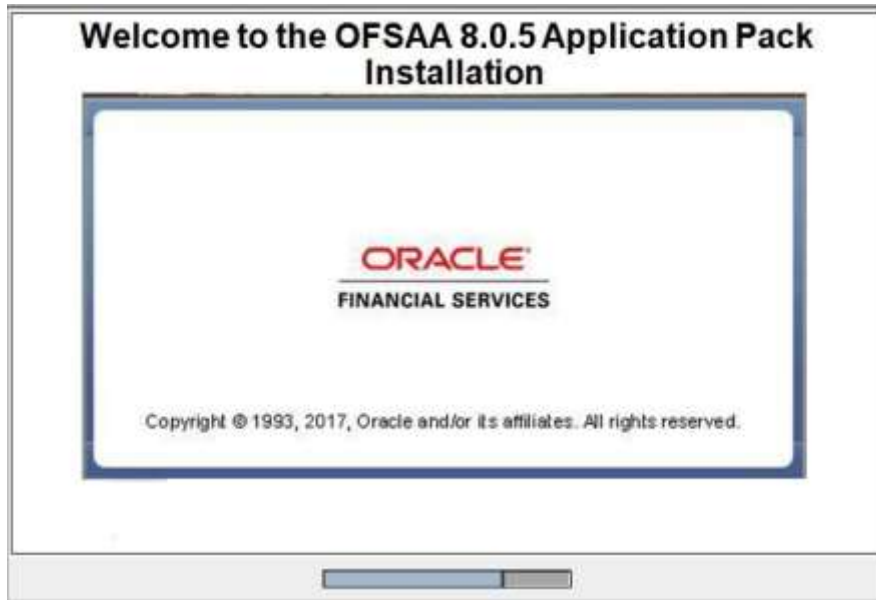 Welcome to the OFSAA 8.0.5 Application Pack
Installation
ORACLE
FINANCIAL SERVICES
Copyright © 1993, 2017, Oracle and/or its affiliates. All rights reserved.